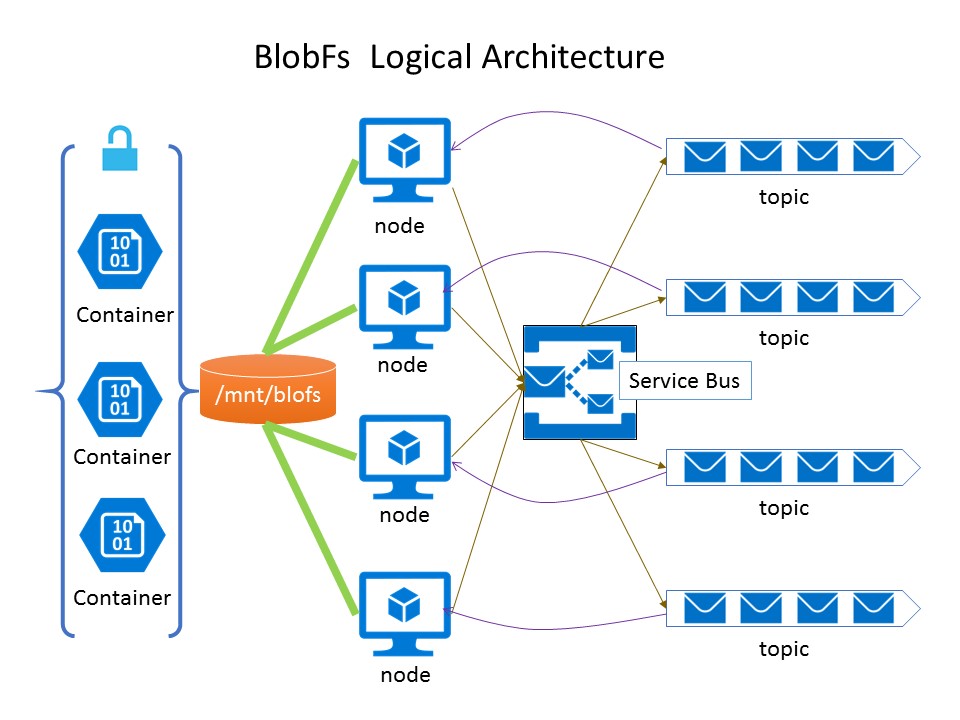 BlobFs  Logical Architecture
10
01
Container
10
01
Container
10
01
Container
/mnt/blofs
node
node
node
node
Service Bus
topic
topic
topic
topic